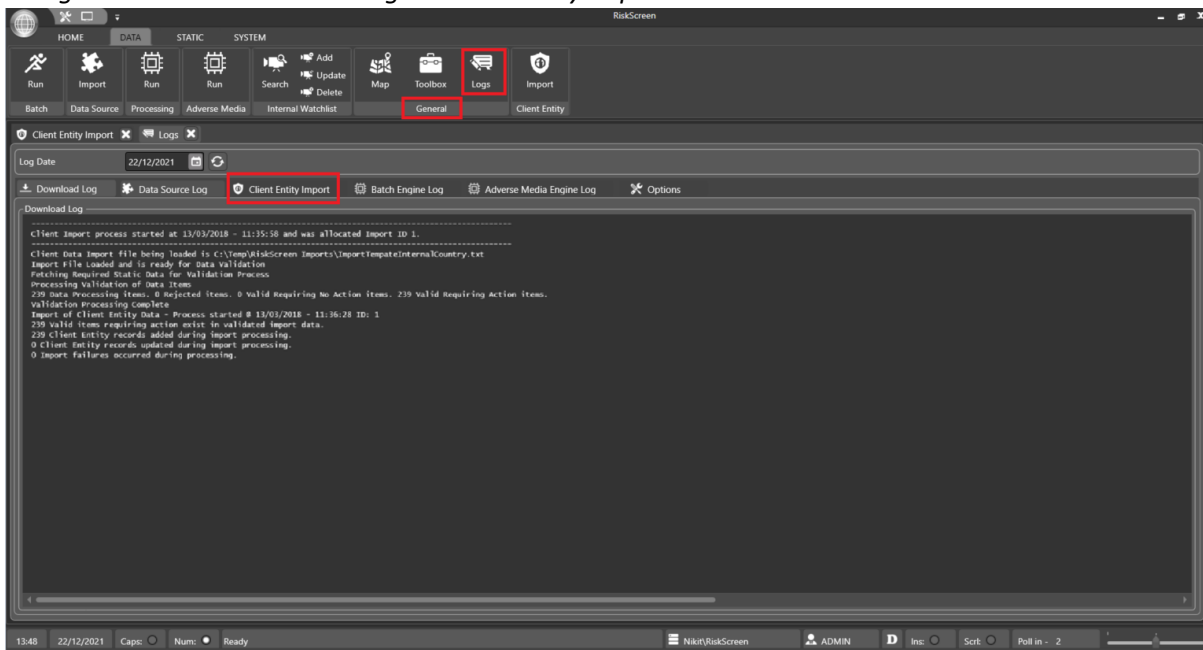 RiskScreen
HOME DATA STATIC SYSTEM
Add
Update
Delete
Run Import Run Run Search Map Toolbox Logs Import
Batch Data Source Processing Adverse Media Internal Watchlist General Client Entity
Client Entity Import Logs
Log Date 22/12/2021
Download Log Data Source Log Client Entity Import Batch Engine Log Adverse Media Engine Log Options
Download Log
Client Import process started at 13/03/2018 - 11:35:58 and was allocated Import ID 1.
Client Data Import file being loaded is C:\Temp\RiskScreen Imports\ImportTempateInternalCountry.txt
Import File Loaded and is ready for Data Validation
Fetching Required Static Data for Validation Process
Processing Validation of Data Items
239 Data Processing items. 0 Rejected items. 0 Valid Requiring No Action items. 239 Valid Requiring Action items.
Validation Processing Complete
Import of Client Entity Data - Process started @ 13/03/2018 - 11:36:28 ID: 1
239 Valid items requiring action exist in validated import data.
239 Client Entity records added during import processing.
0 Client Entity records updated during import processing.
0 Import failures occurred during processing.
13:48 22/12/2021 Caps: Num: Ready Nikit\RiskScreen ADMIN D Ins: Scrl: Poll in - 2